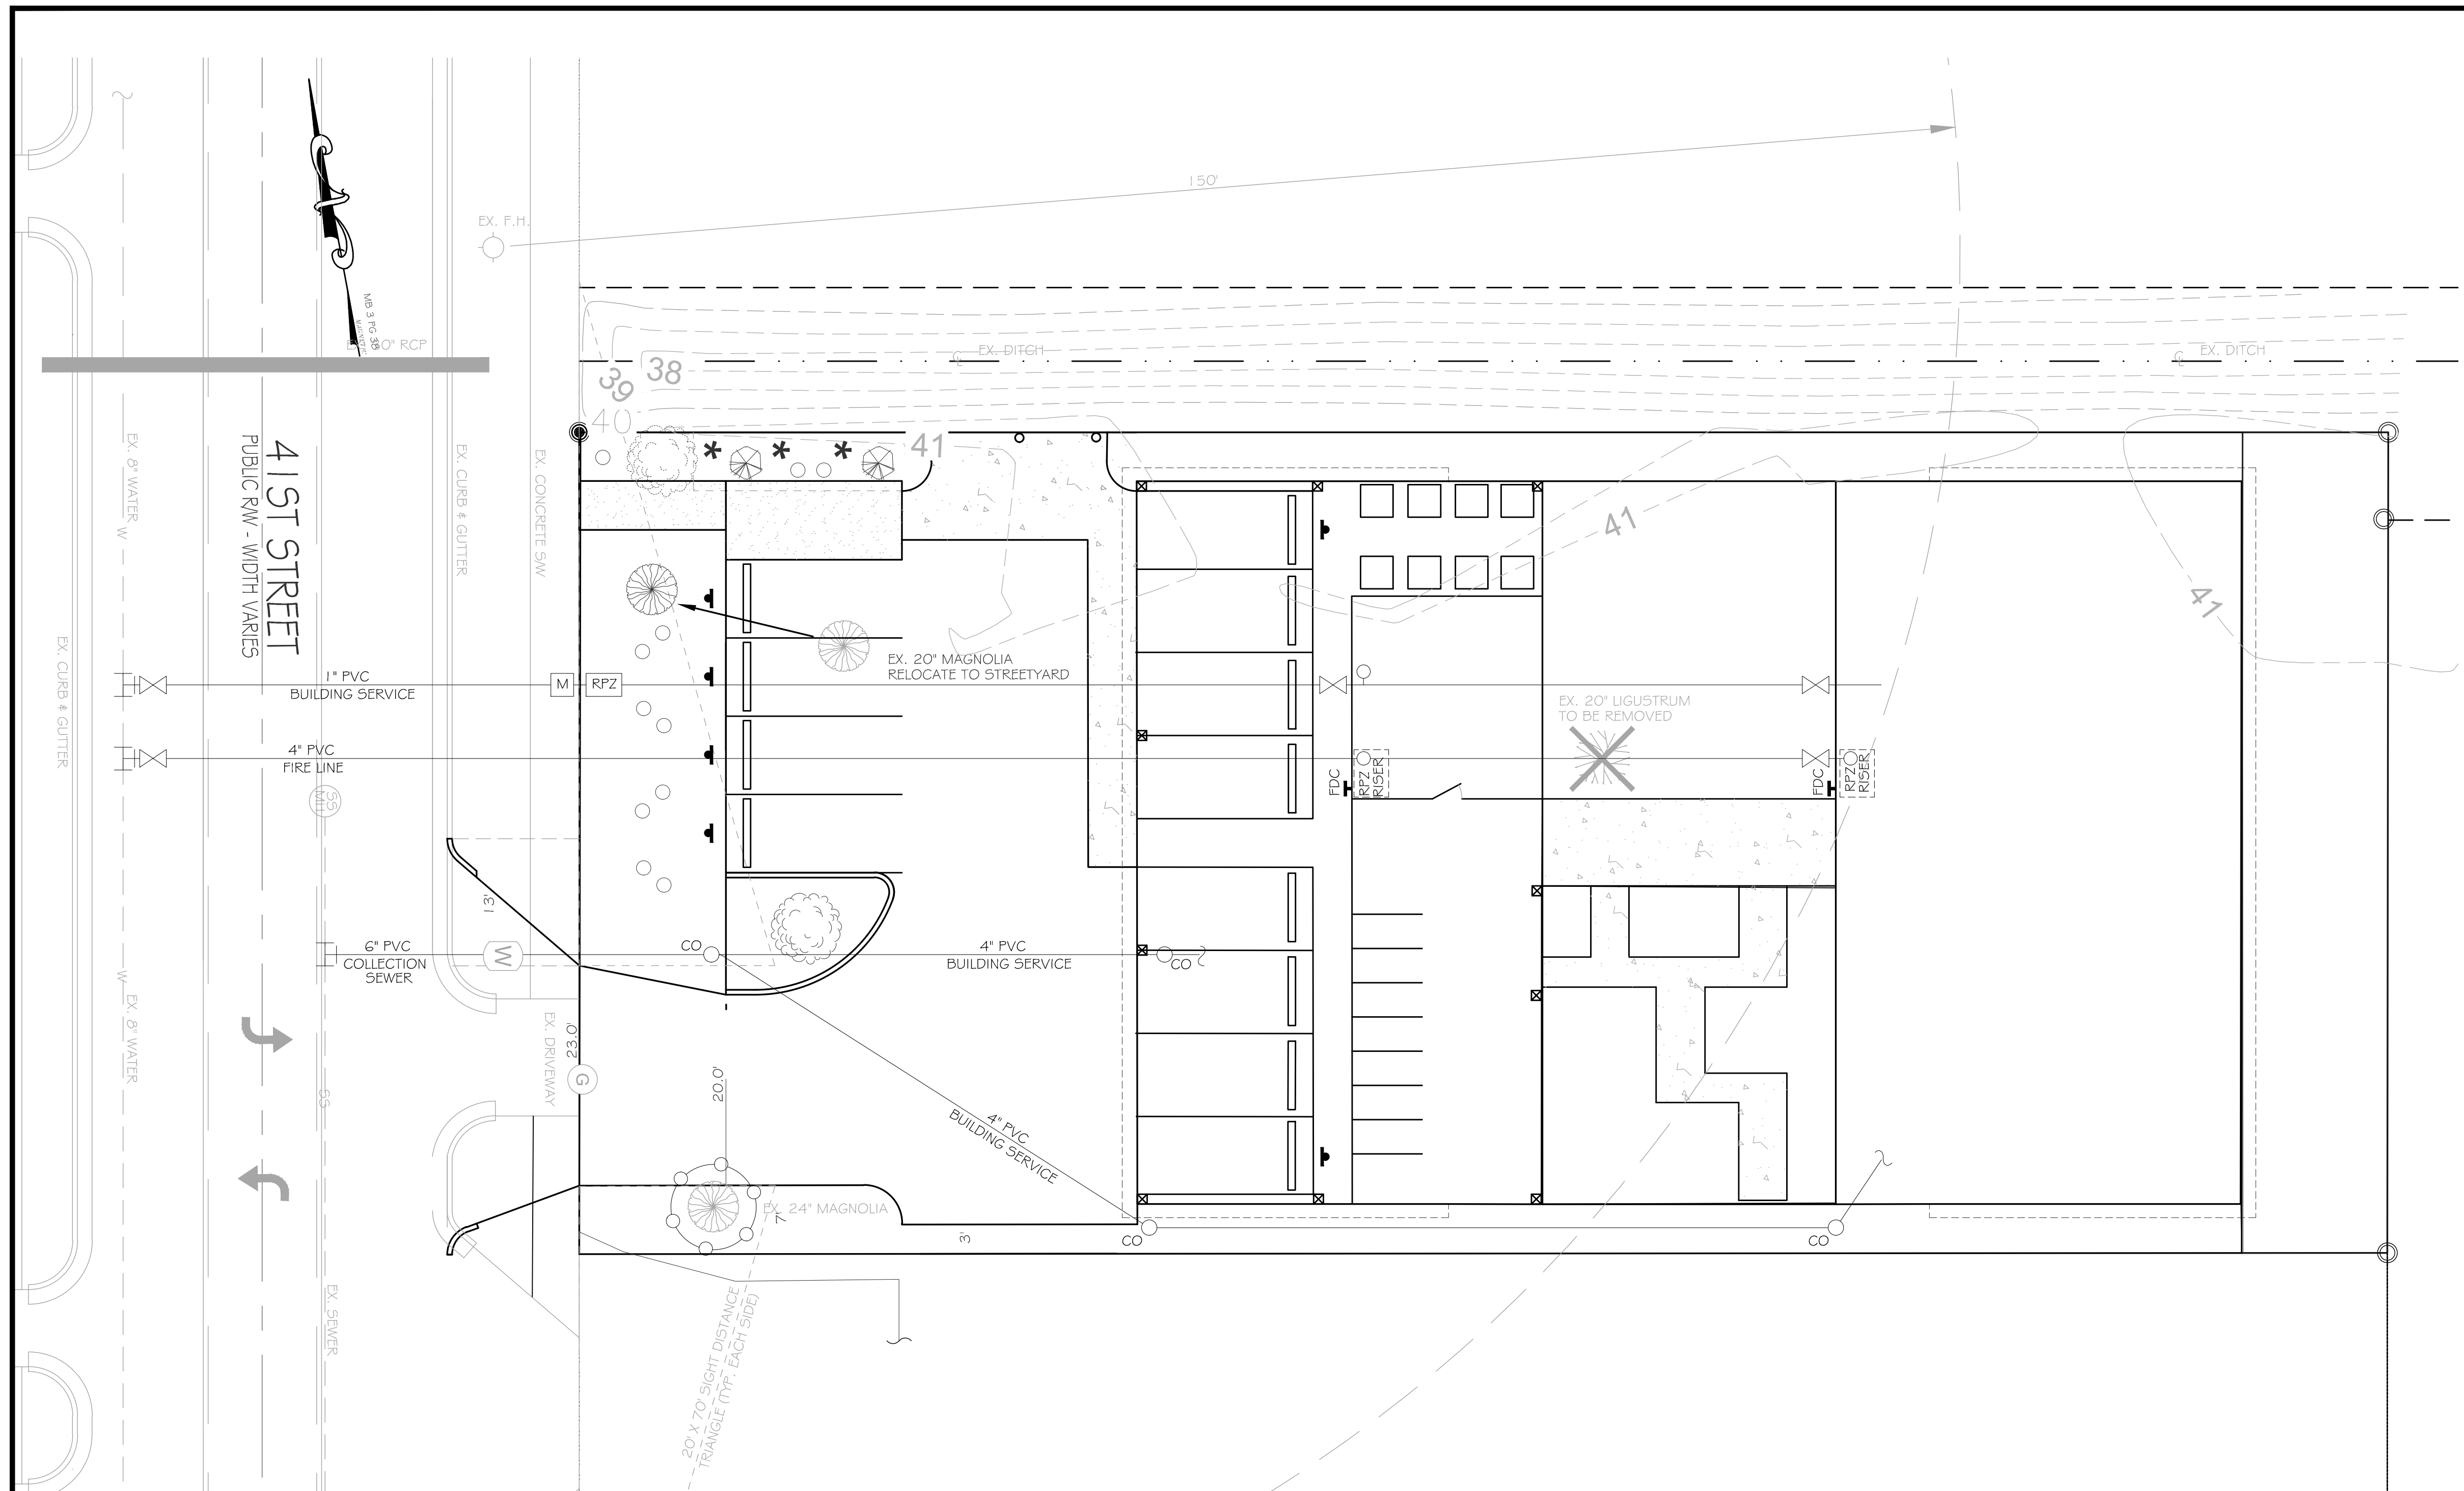 150'
EX. F.H.
MB 3 PG 38
RCP
EX. DITCH
EX. DITCH
38
39
40
41
41
41
EX. 8" WATER
W
41ST STREET
PUBLIC R/W - WIDTH VARIES
EX. CURB & GUTTER
EX. CONCRETE S/W
EX. CURB & GUTTER
1" PVC
BUILDING SERVICE
M
RPZ
EX. 20" MAGNOLIA
RELOCATE TO STREETYARD
EX. 20" LIGUSTRUM
TO BE REMOVED
4" PVC
FIRE LINE
SS
MH
FDC
RPZ
RISER
FDC
RPZ
RISER
13'
6" PVC
COLLECTION
SEWER
W
CO
4" PVC
BUILDING SERVICE
CO
W
EX. 8" WATER
SS
EX. DRIVEWAY
23.0'
G
20.0'
4" PVC
BUILDING SERVICE
EX. 24" MAGNOLIA
7'
3'
CO
CO
EX. SEWER
20' X 70' SIGHT DISTANCE
TRIANGLE (TYP. EACH SIDE)